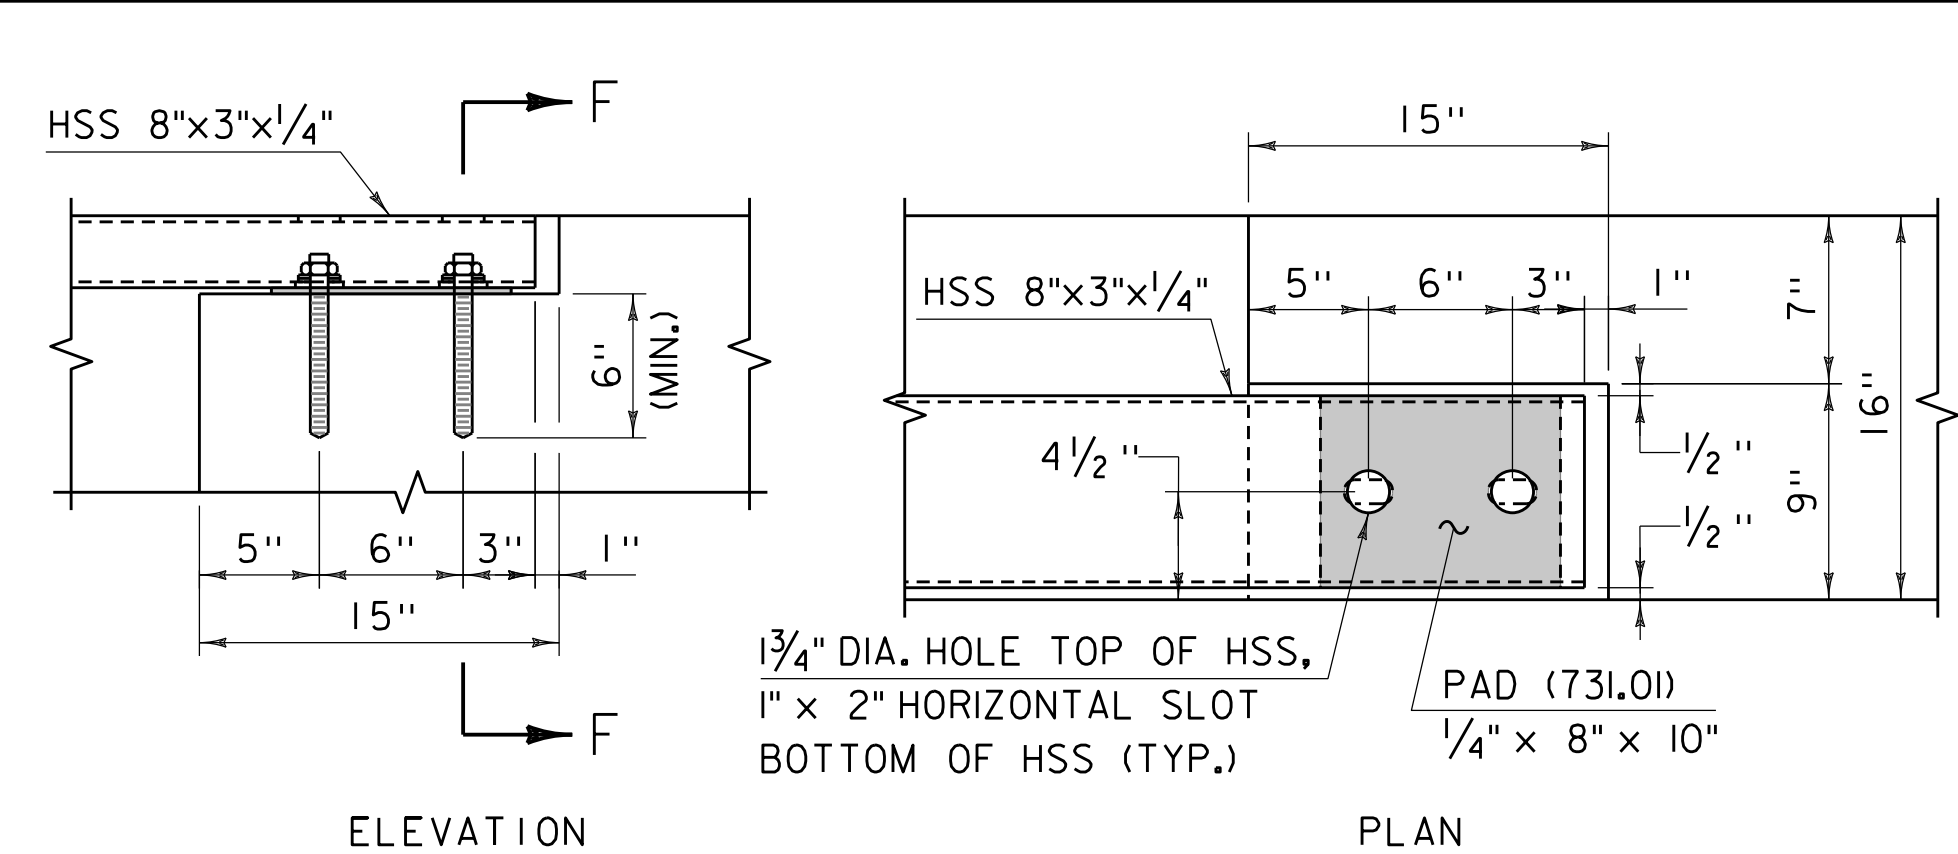 F
HSS 8"x3"x1/4"
6"
(MIN.)
5" 6" 3" 1"
15"
F
ELEVATION
15"
HSS 8"x3"x1/4"
5" 6" 3" 1"
7"
16"
4 1/2"
1/2"
9"
1/2"
1 3/4" DIA. HOLE TOP OF HSS,
1" x 2" HORIZONTAL SLOT
BOTTOM OF HSS (TYP.)
PAD (731.01)
1/4" x 8" x 10"
PLAN